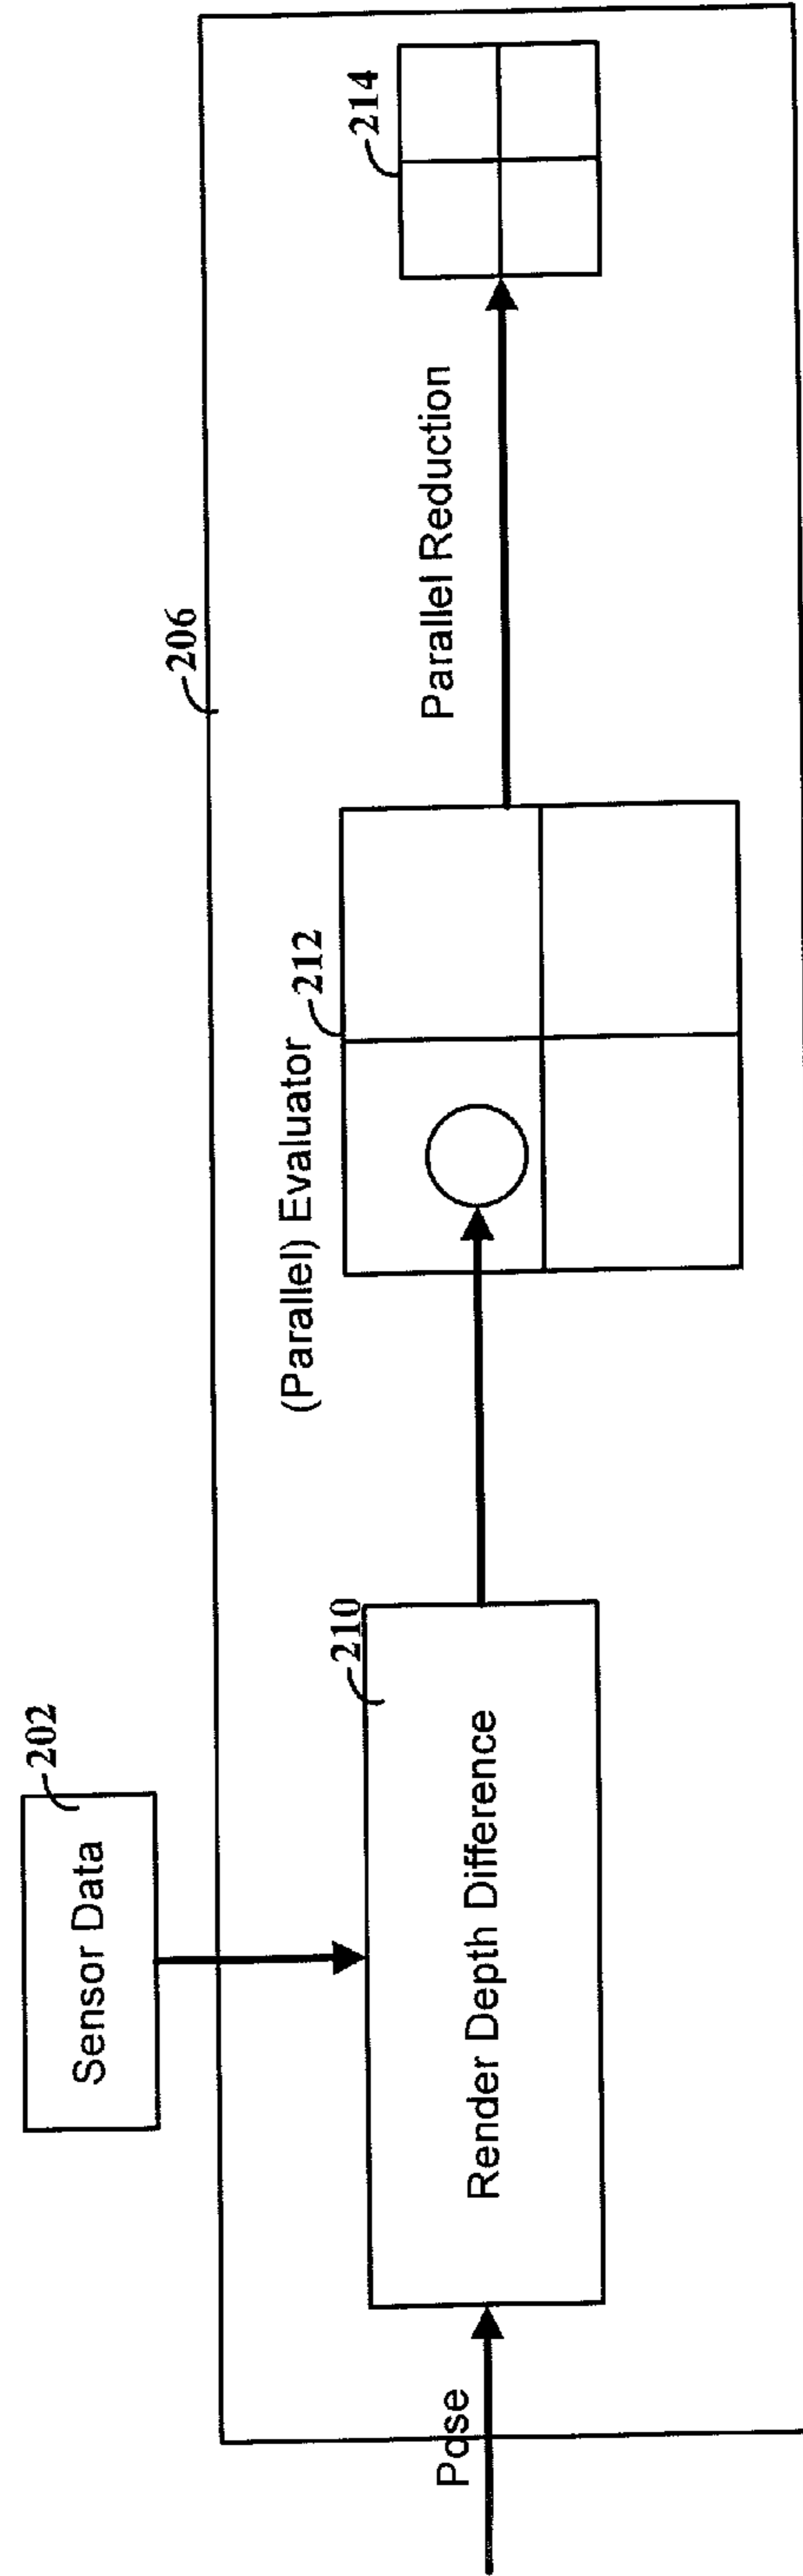 Sensor Data
202
206
Pose
Render Depth Difference
210
(Parallel) Evaluator
212
Parallel Reduction
214